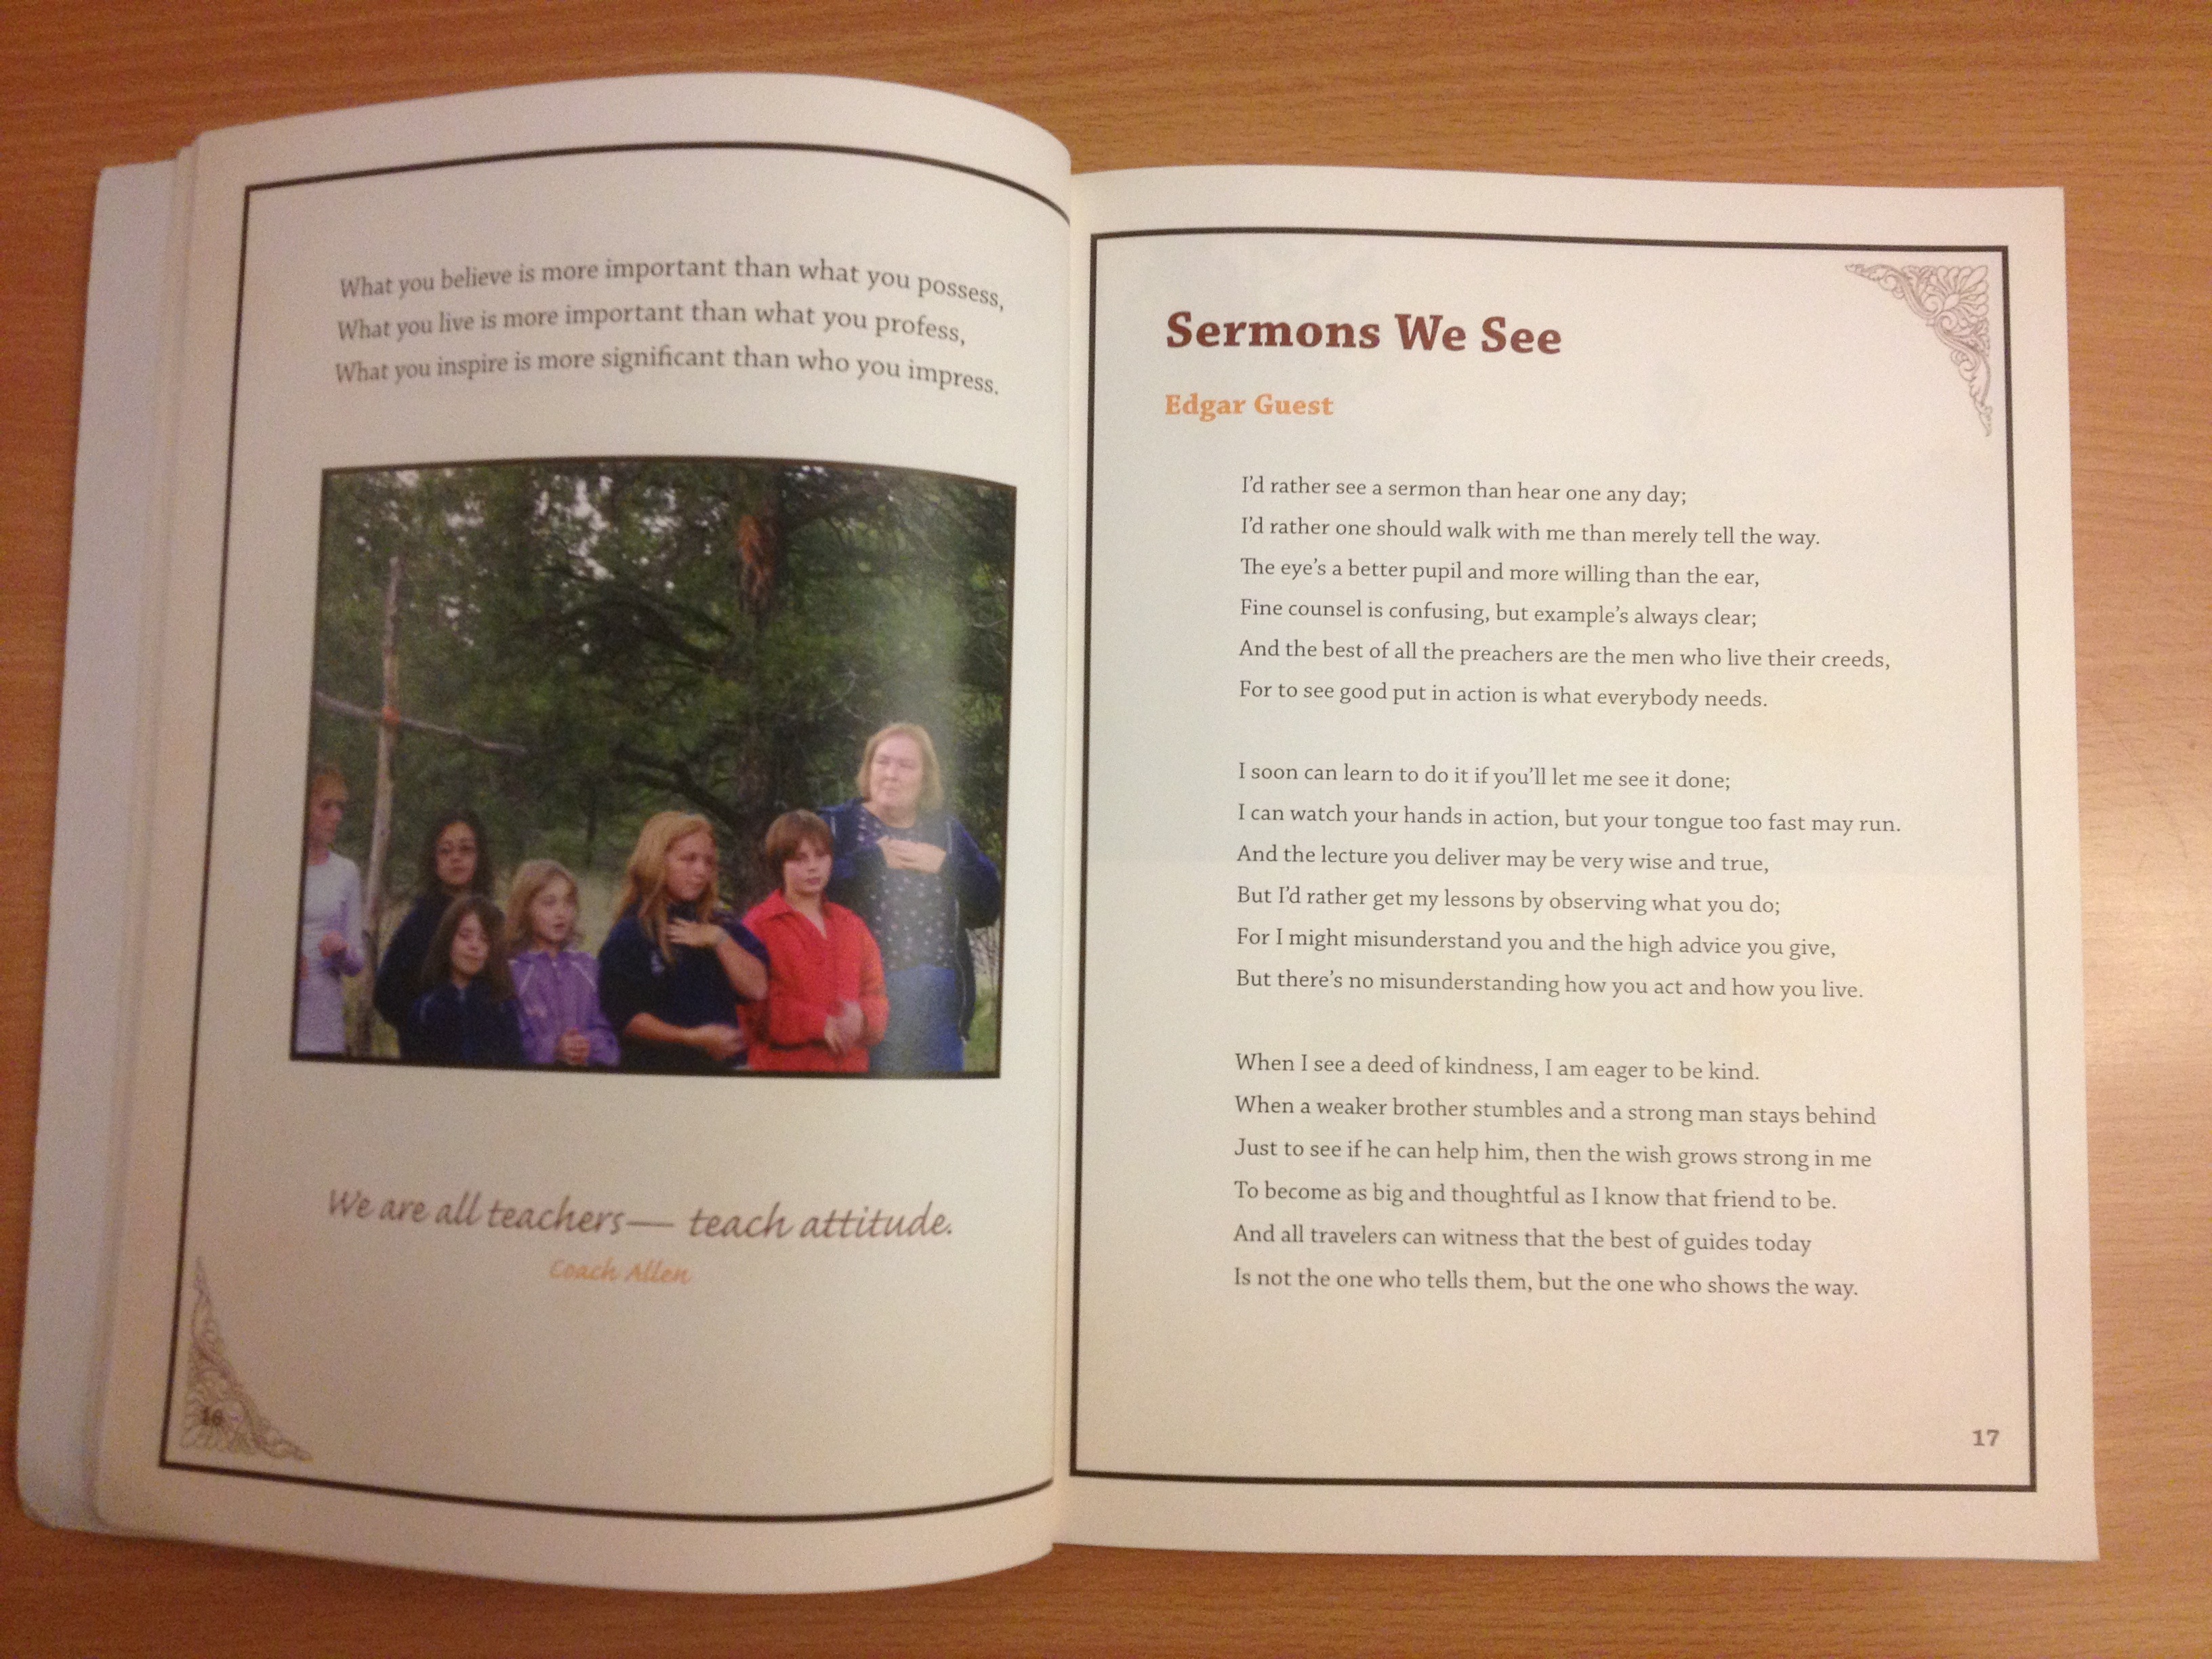 What you believe is more important than what you possess,
What you live is more important than what you profess,
What you inspire is more significant than who you impress.
We are all teachers— teach attitude.
Coach Allen
16
Sermons We See
Edgar Guest
I'd rather see a sermon than hear one any day;
I'd rather one should walk with me than merely tell the way.
The eye's a better pupil and more willing than the ear,
Fine counsel is confusing, but example's always clear;
And the best of all the preachers are the men who live their creeds,
For to see good put in action is what everybody needs.
I soon can learn to do it if you'll let me see it done;
I can watch your hands in action, but your tongue too fast may run.
And the lecture you deliver may be very wise and true,
But I'd rather get my lessons by observing what you do;
For I might misunderstand you and the high advice you give,
But there's no misunderstanding how you act and how you live.
When I see a deed of kindness, I am eager to be kind.
When a weaker brother stumbles and a strong man stays behind
Just to see if he can help him, then the wish grows strong in me
To become as big and thoughtful as I know that friend to be.
And all travelers can witness that the best of guides today
Is not the one who tells them, but the one who shows the way.
17